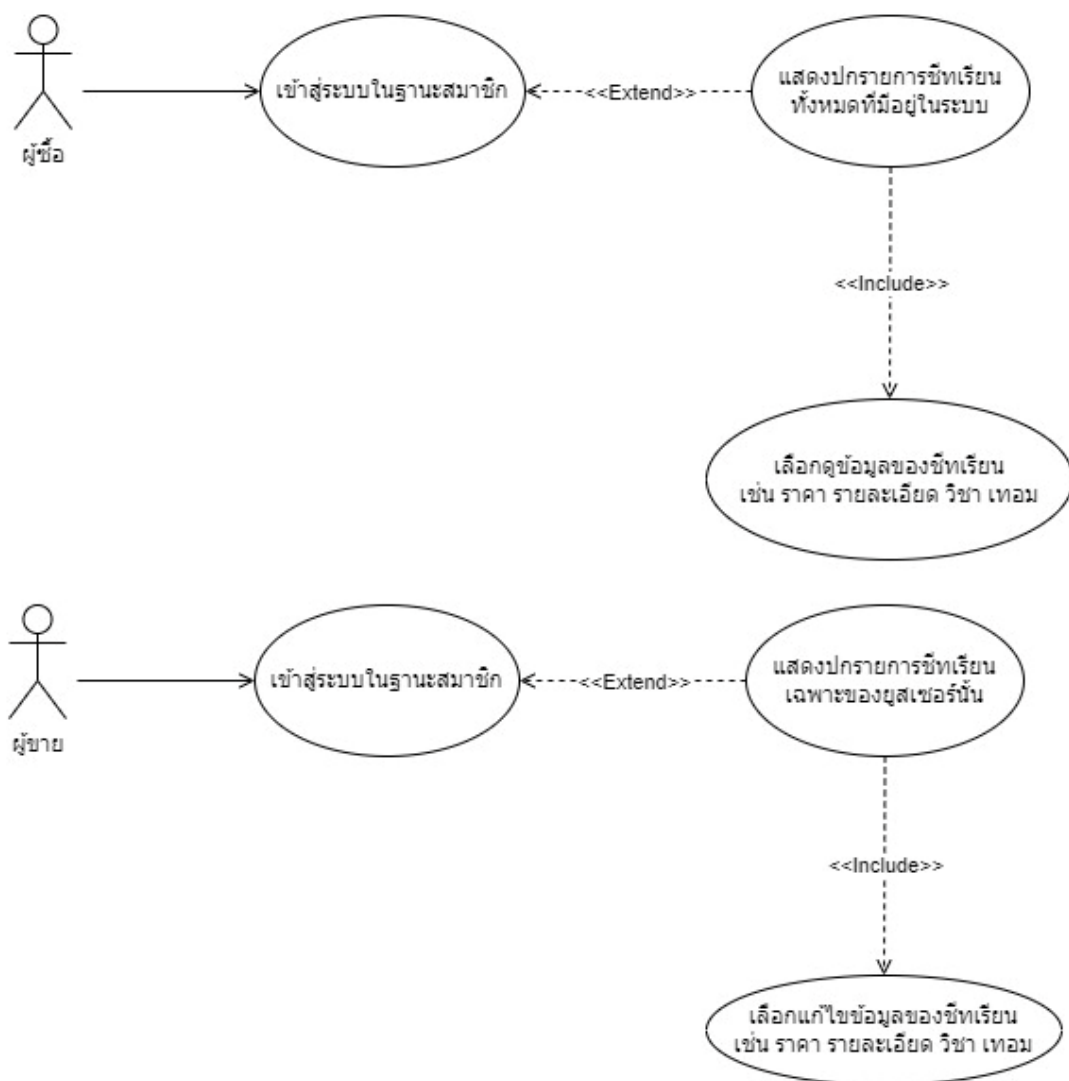 เข้าสู่ระบบในฐานะสมาชิก
<<Extend>>
แสดงปกรายการชีทเรียน
ทั้งหมดที่มีอยู่ในระบบ
ผู้ซื้อ
<<Include>>
เลือกดูข้อมูลของชีทเรียน
เช่น ราคา รายละเอียด วิชา เทอม
เข้าสู่ระบบในฐานะสมาชิก
<<Extend>>
แสดงปกรายการชีทเรียน
เฉพาะของยูสเซอร์นั้น
ผู้ขาย
<<Include>>
เลือกแก้ไขข้อมูลของชีทเรียน
เช่น ราคา รายละเอียด วิชา เทอม